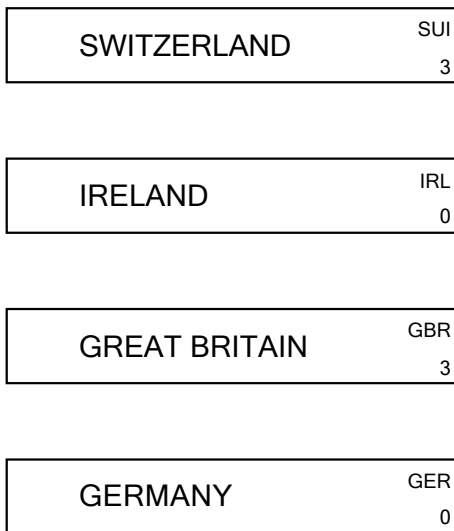 SWITZERLAND SUI
3
IRELAND IRL
0
GREAT BRITAIN GBR
3
GERMANY GER
0